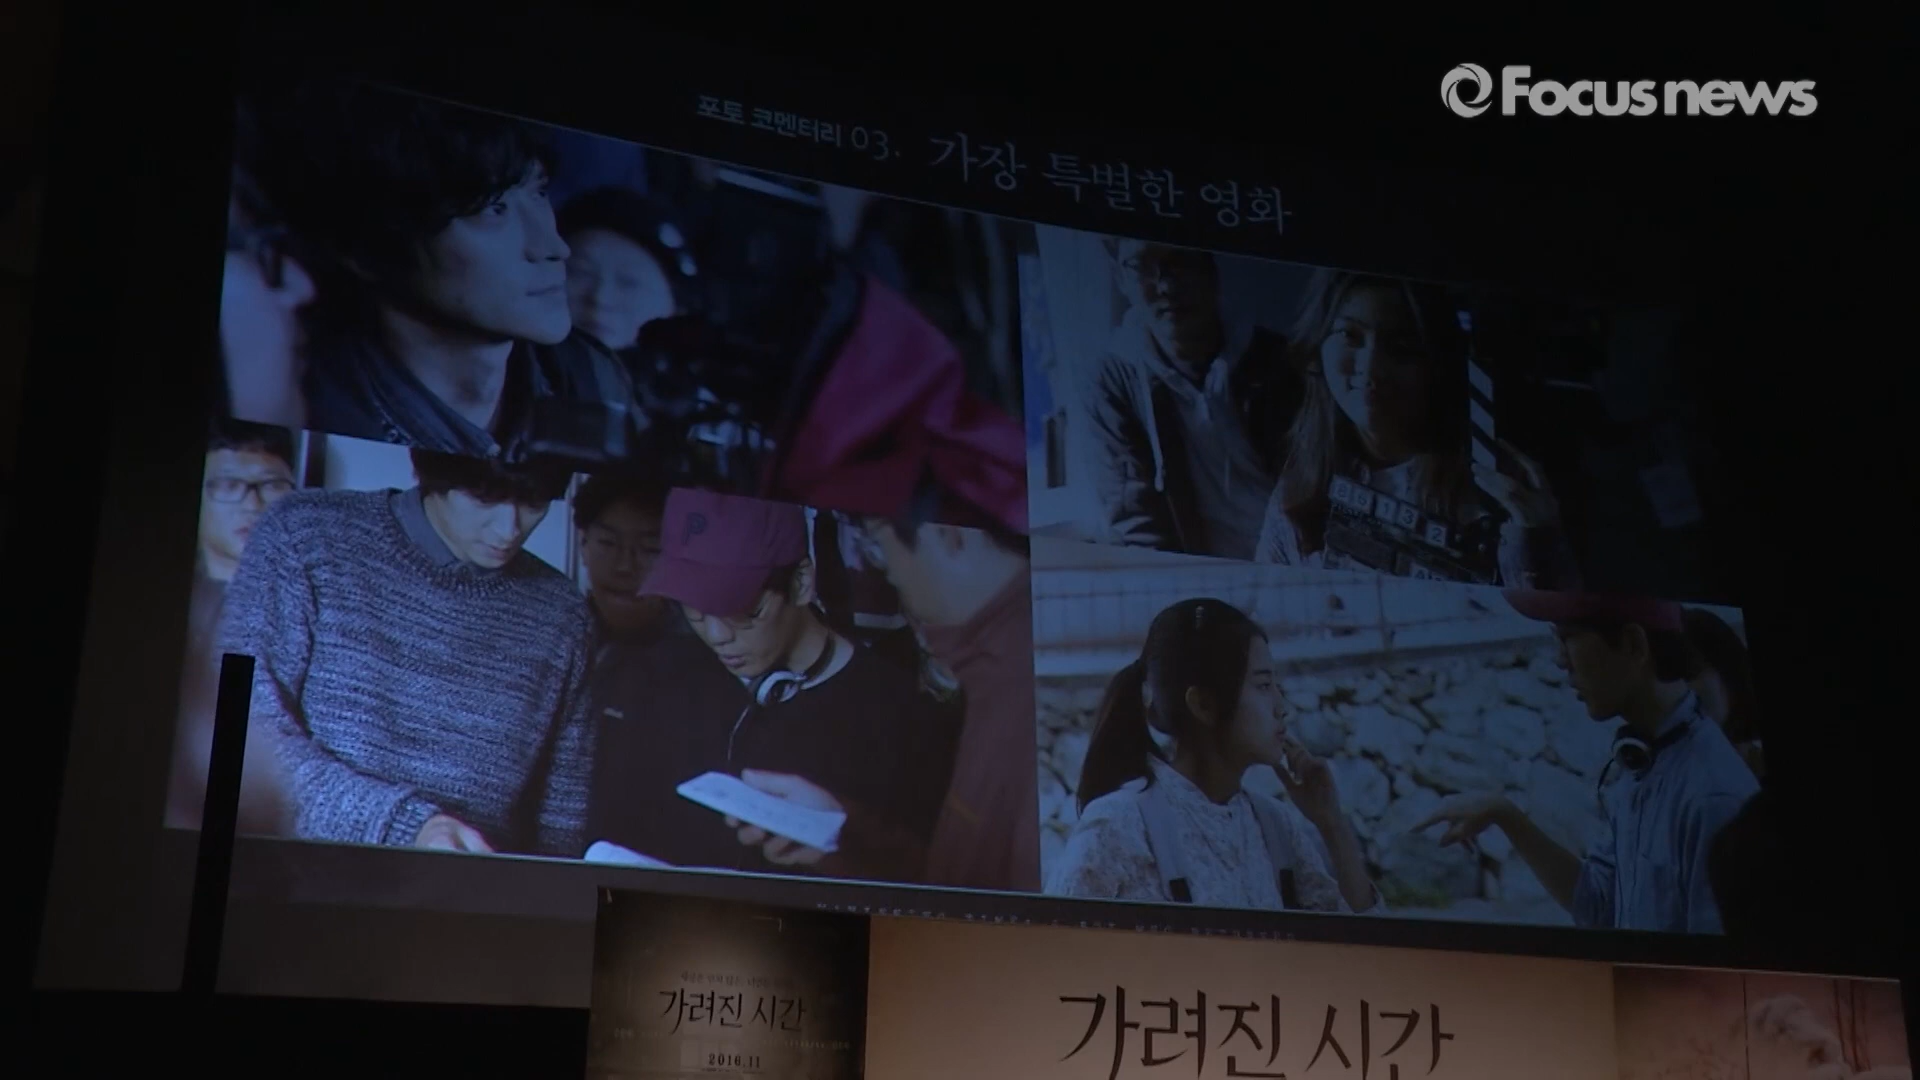 Focusnews
포토 코멘터리 03. 가장 특별한 영화
P
가려진 시간
2016.11
가려진 시간